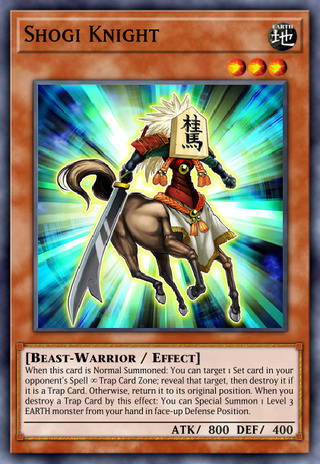 Shogi Knight
EARTH
地
桂
馬
[Beast-Warrior / Effect]
When this card is Normal Summoned: You can target 1 Set card in your
opponent's Spell & Trap Card Zone; reveal that target, then destroy it if
it is a Trap Card. Otherwise, return it to its original position. When you
destroy a Trap Card by this effect: You can Special Summon 1 Level 3
EARTH monster from your hand in face-up Defense Position.
ATK/ 800 DEF/ 400